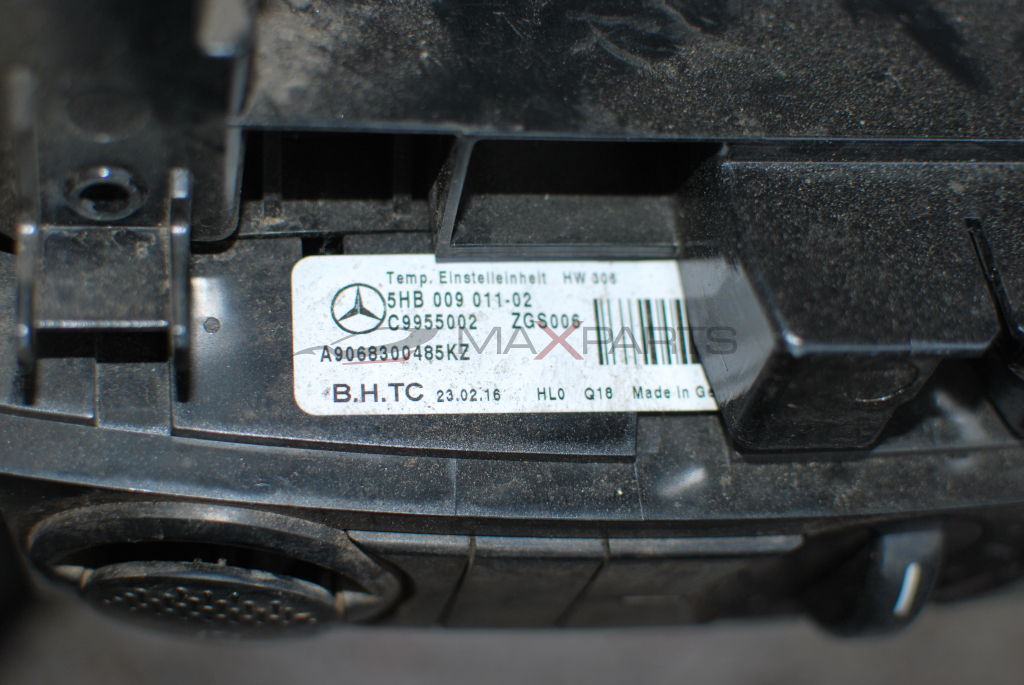 Temp. Einstelleinheit HW 006
5HB 009 011-02
C9955002 ZGS006
MAXPARTS
A9068300485KZ
B.H.TC 23.02.16 HL0 Q18 Made in Ge